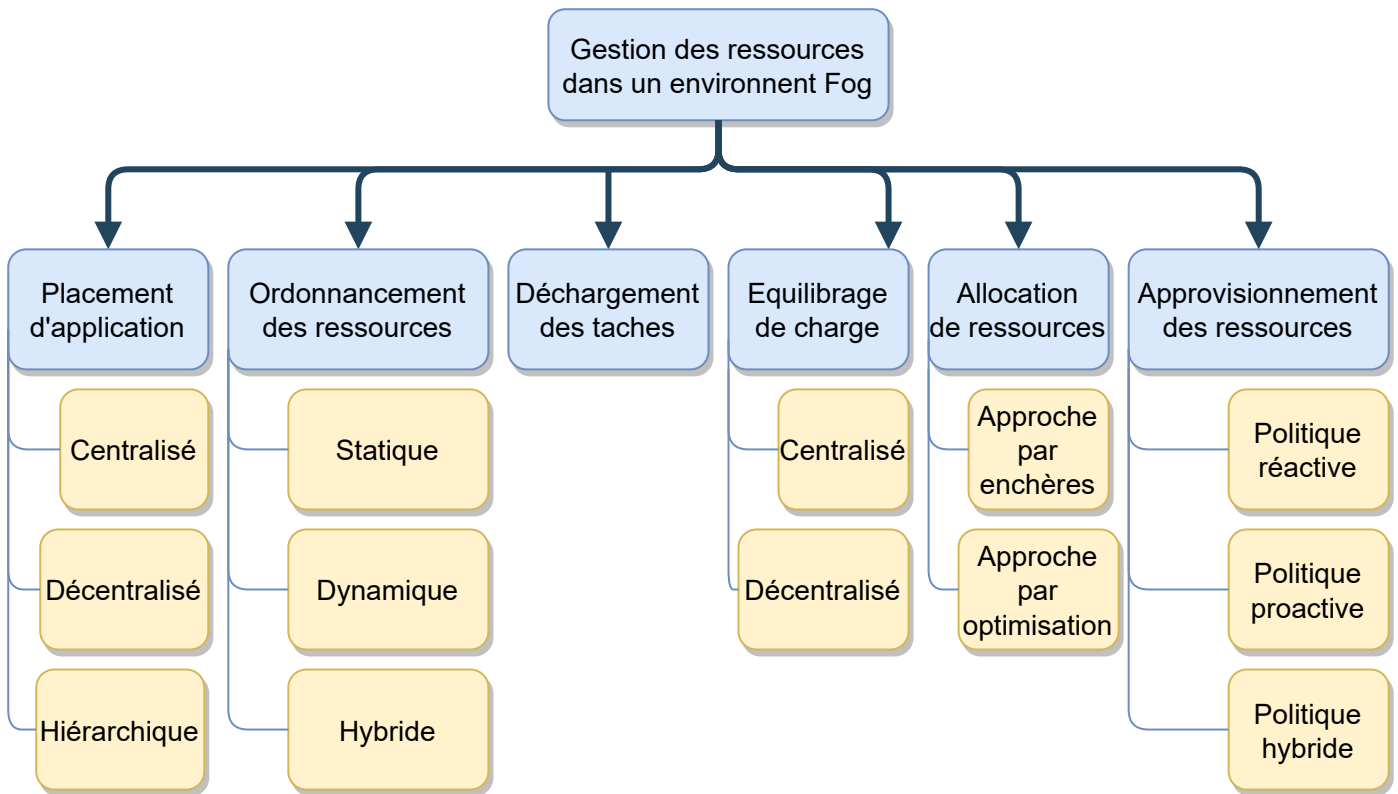 Gestion des ressources
dans un environnent Fog
Placement
d'application
Ordonnancement
des ressources
Déchargement
des taches
Equilibrage
de charge
Allocation
de ressources
Approvisionnement
des ressources
Centralisé
Statique
Centralisé
Approche
par
enchères
Politique
réactive
Décentralisé
Dynamique
Décentralisé
Approche
par
optimisation
Politique
proactive
Hiérarchique
Hybride
Politique
hybride